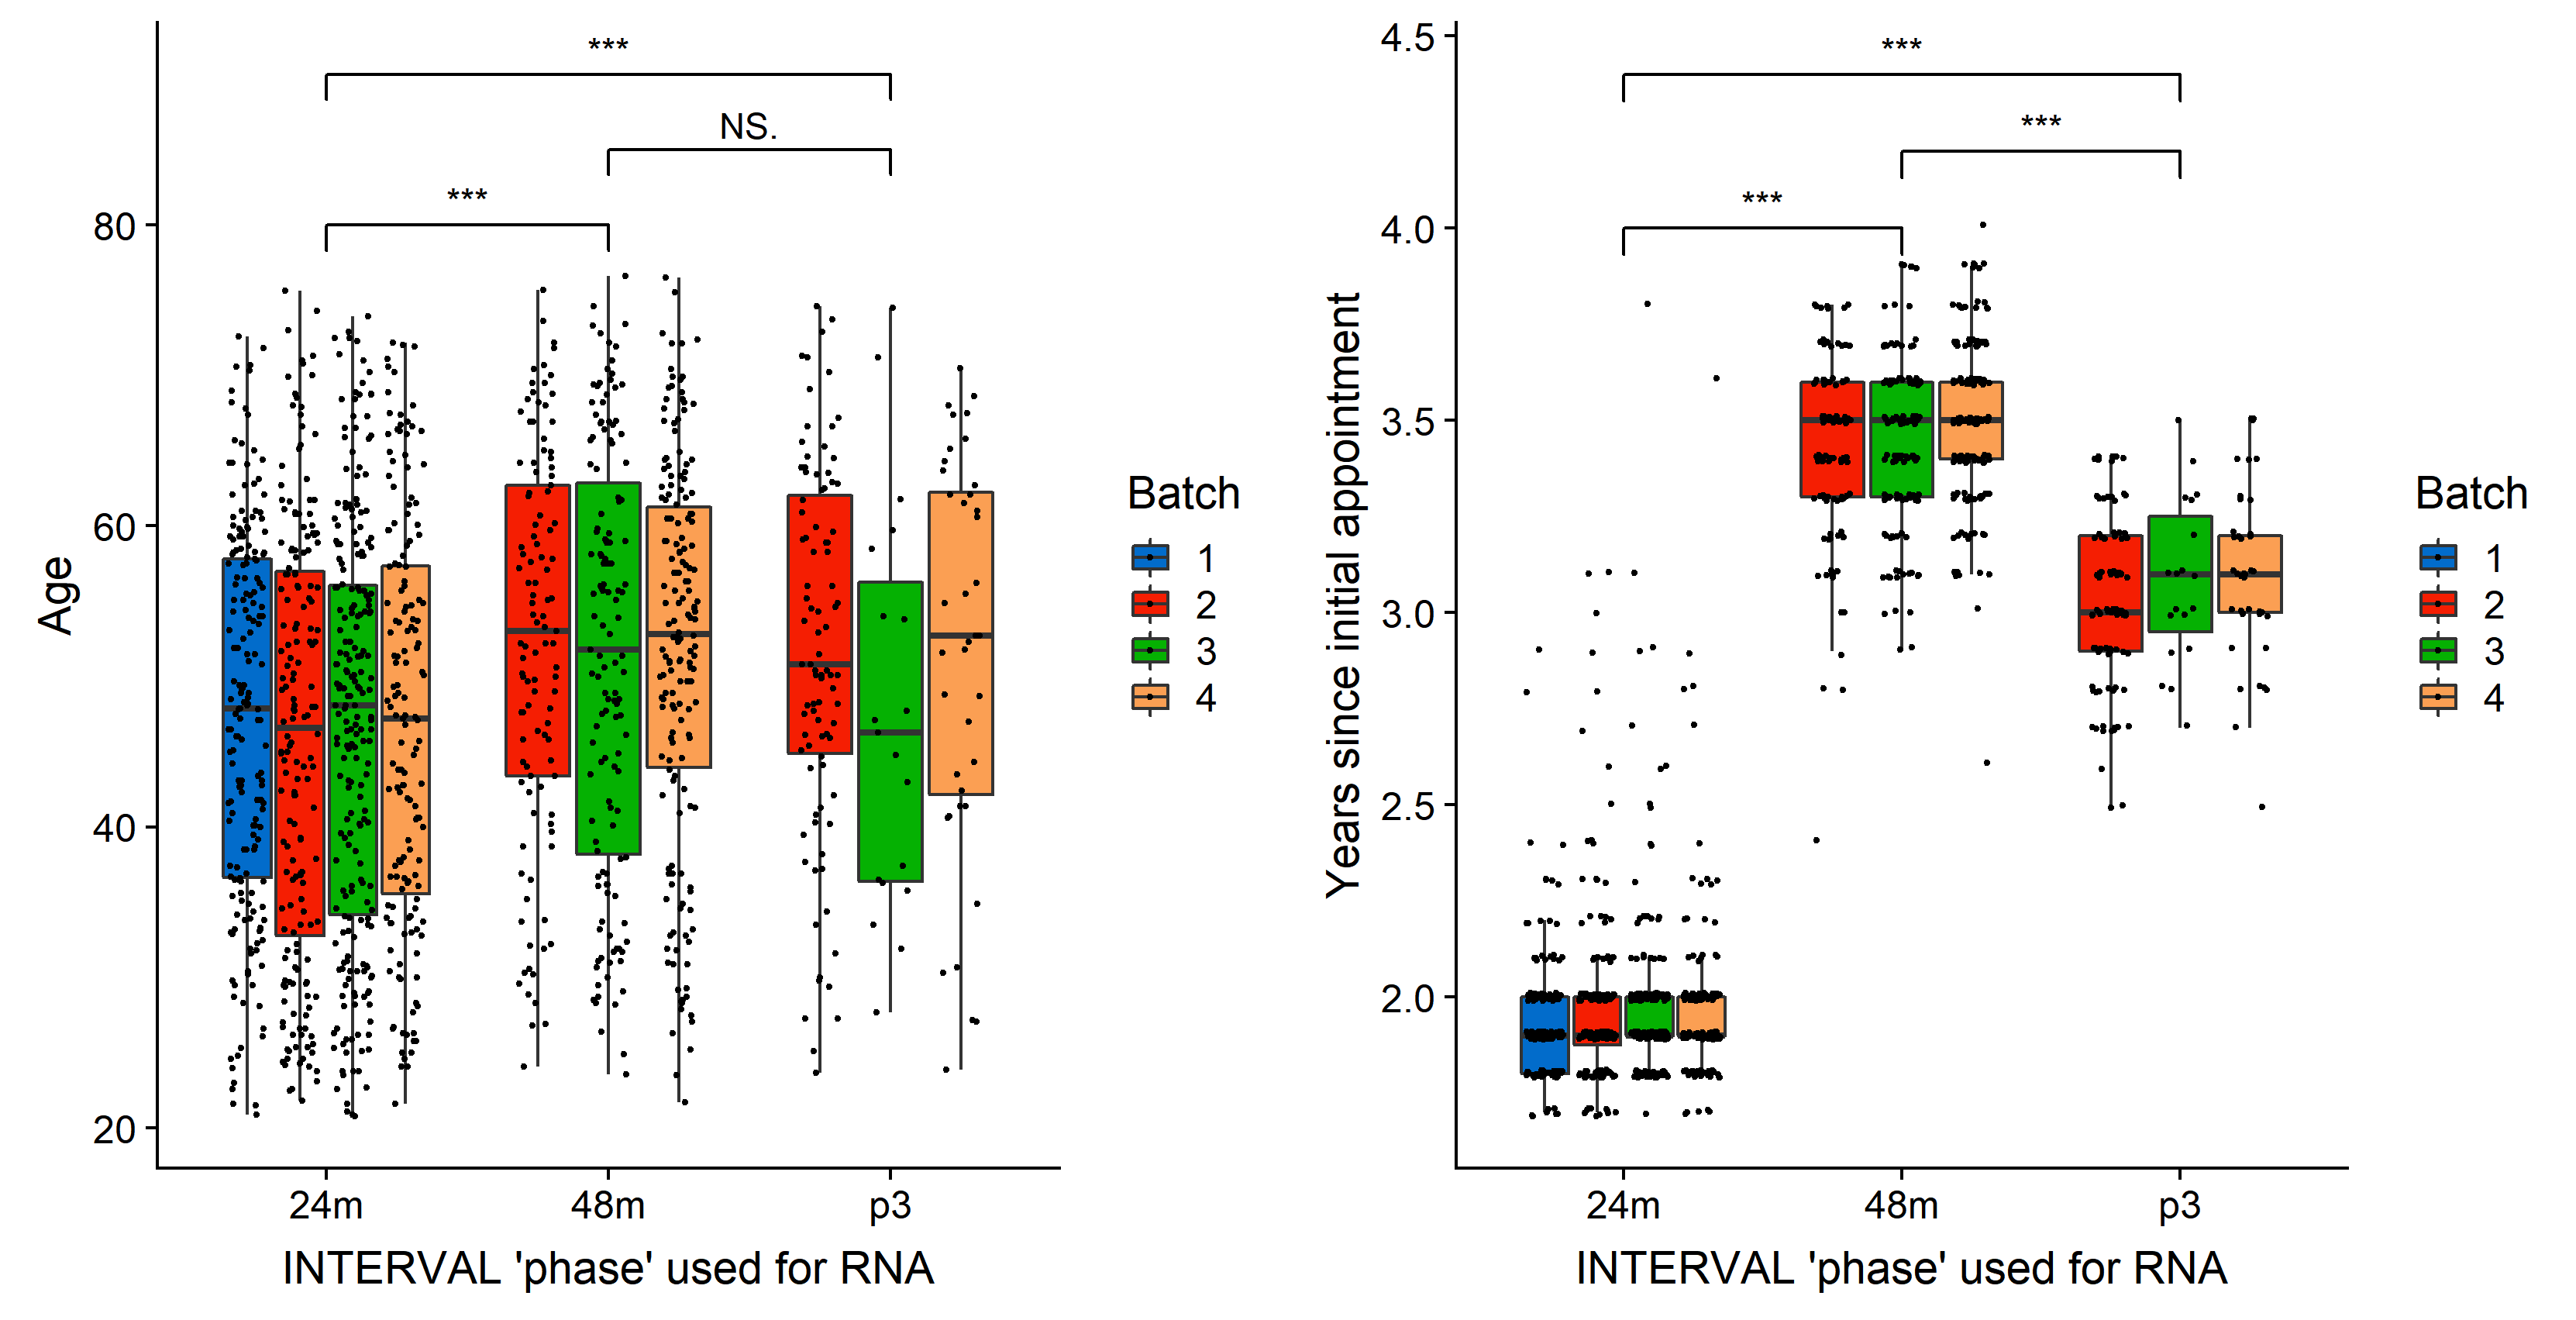 ***
NS.
***
80
60
40
20
Age
24m 48m p3
INTERVAL 'phase' used for RNA
Batch
1
2
3
4
***
***
***
4.5
4.0
3.5
3.0
2.5
2.0
Years since initial appointment
24m 48m p3
INTERVAL 'phase' used for RNA
Batch
1
2
3
4